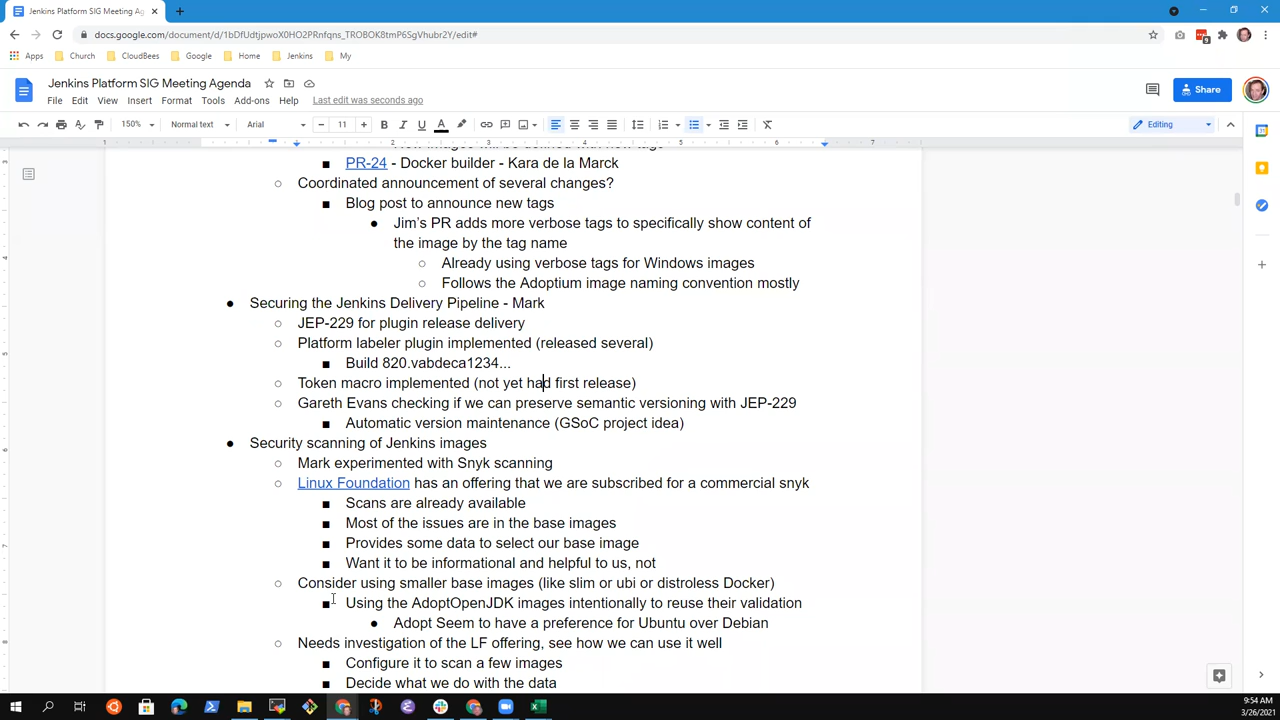 Jenkins Platform SIG Meeting Ag
docs.google.com/document/d/1bDfUdtjpwoX0HO2PRnfqns_TROBOK8tmP6SgVhubr2Y/edit#
Apps Church CloudBees Google Home Jenkins My
Jenkins Platform SIG Meeting Agenda
File Edit View Insert Format Tools Add-ons Help Last edit was seconds ago
Share
150% Normal text Arial 11 Editing
1 2 3 4 5 6 7
PR-24 - Docker builder - Kara de la Marck
Coordinated announcement of several changes?
Blog post to announce new tags
Jim's PR adds more verbose tags to specifically show content of
the image by the tag name
Already using verbose tags for Windows images
Follows the Adoptium image naming convention mostly
Securing the Jenkins Delivery Pipeline - Mark
JEP-229 for plugin release delivery
Platform labeler plugin implemented (released several)
Build 820.vabdeca1234...
Token macro implemented (not yet had first release)
Gareth Evans checking if we can preserve semantic versioning with JEP-229
Automatic version maintenance (GSoC project idea)
Security scanning of Jenkins images
Mark experimented with Snyk scanning
Linux Foundation has an offering that we are subscribed for a commercial snyk
Scans are already available
Most of the issues are in the base images
Provides some data to select our base image
Want it to be informational and helpful to us, not
Consider using smaller base images (like slim or ubi or distroless Docker)
Using the AdoptOpenJDK images intentionally to reuse their validation
Adopt Seem to have a preference for Ubuntu over Debian
Needs investigation of the LF offering, see how we can use it well
Configure it to scan a few images
Decide what we do with the data
9:54 AM
3/26/2021